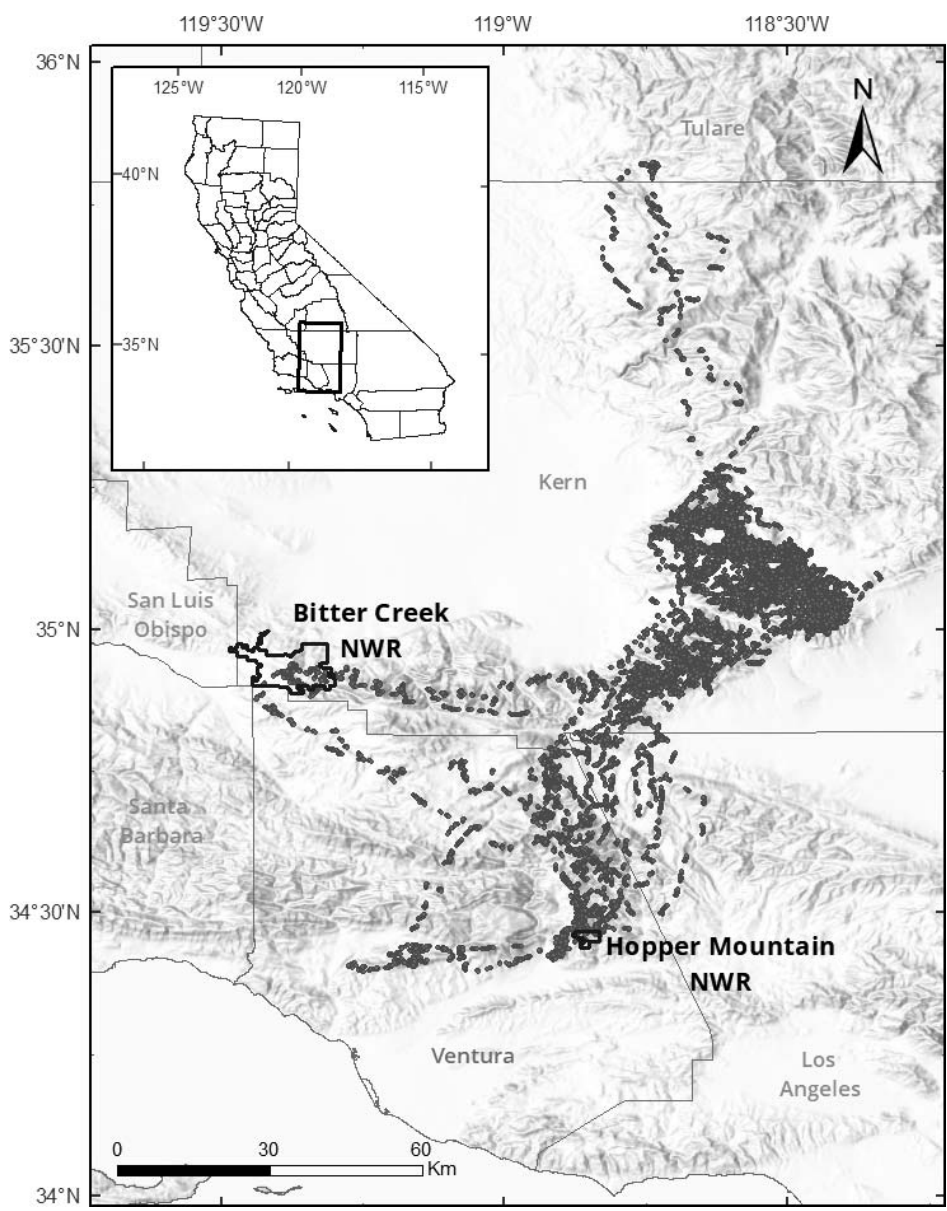 119°30'W 119°W 118°30'W
36°N
125°W 120°W 115°W
N
Tulare
40°N
35°N
35°30'N
Kern
San Luis
Obispo
35°N
Bitter Creek
NWR
Santa
Barbara
34°30'N
Hopper Mountain
NWR
Ventura
Los
Angeles
0 30 60
Km
34°N